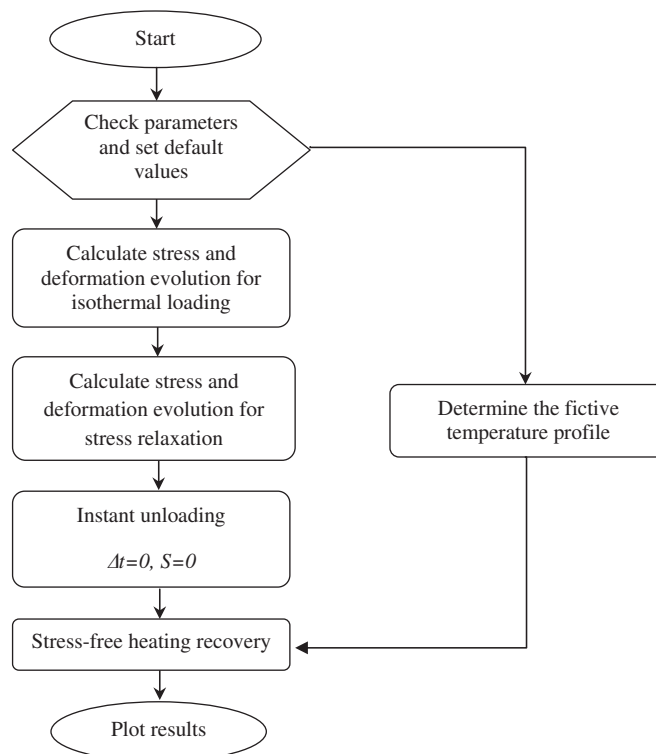 Start
Check parameters
and set default
values
Calculate stress and
deformation evolution for
isothermal loading
Calculate stress and
deformation evolution for
stress relaxation
Determine the fictive
temperature profile
Instant unloading
Δt=0, S=0
Stress-free heating recovery
Plot results